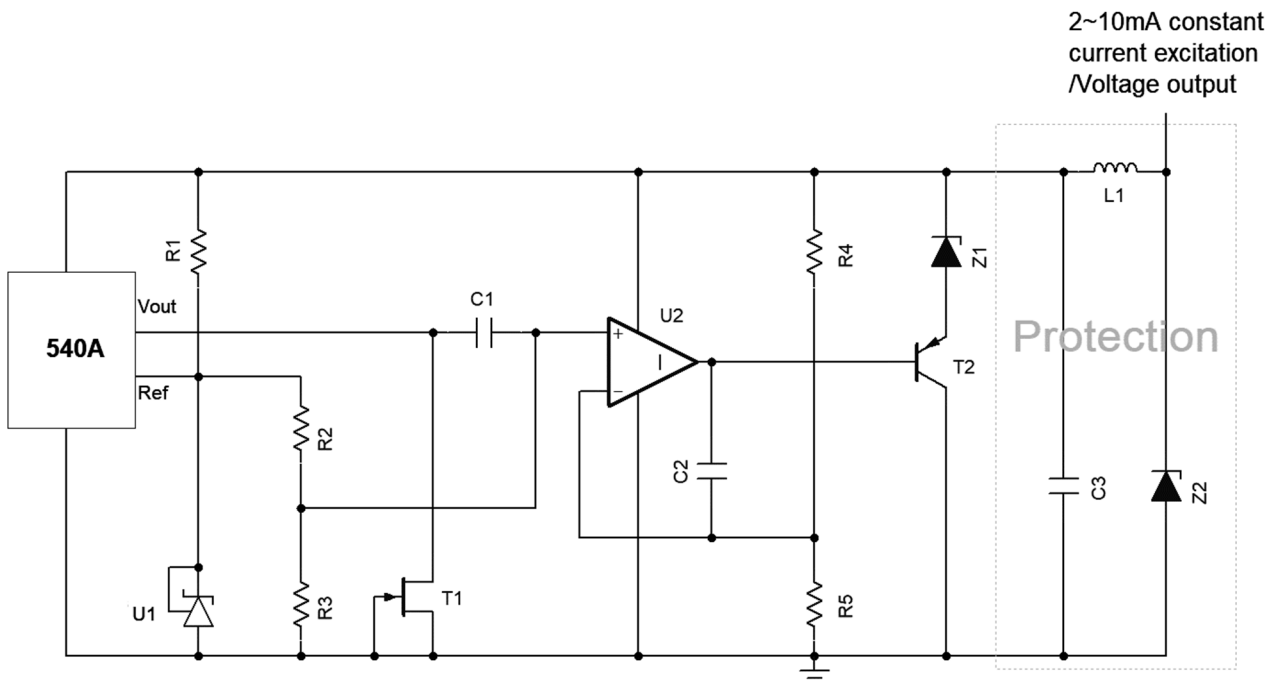 2~10mA constant
current excitation
/Voltage output
L1
R1
R4
Z1
Vout
C1
U2
+
540A
Protection
I
T2
Ref
−
R2
C2
C3
Z2
R3
T1
R5
U1